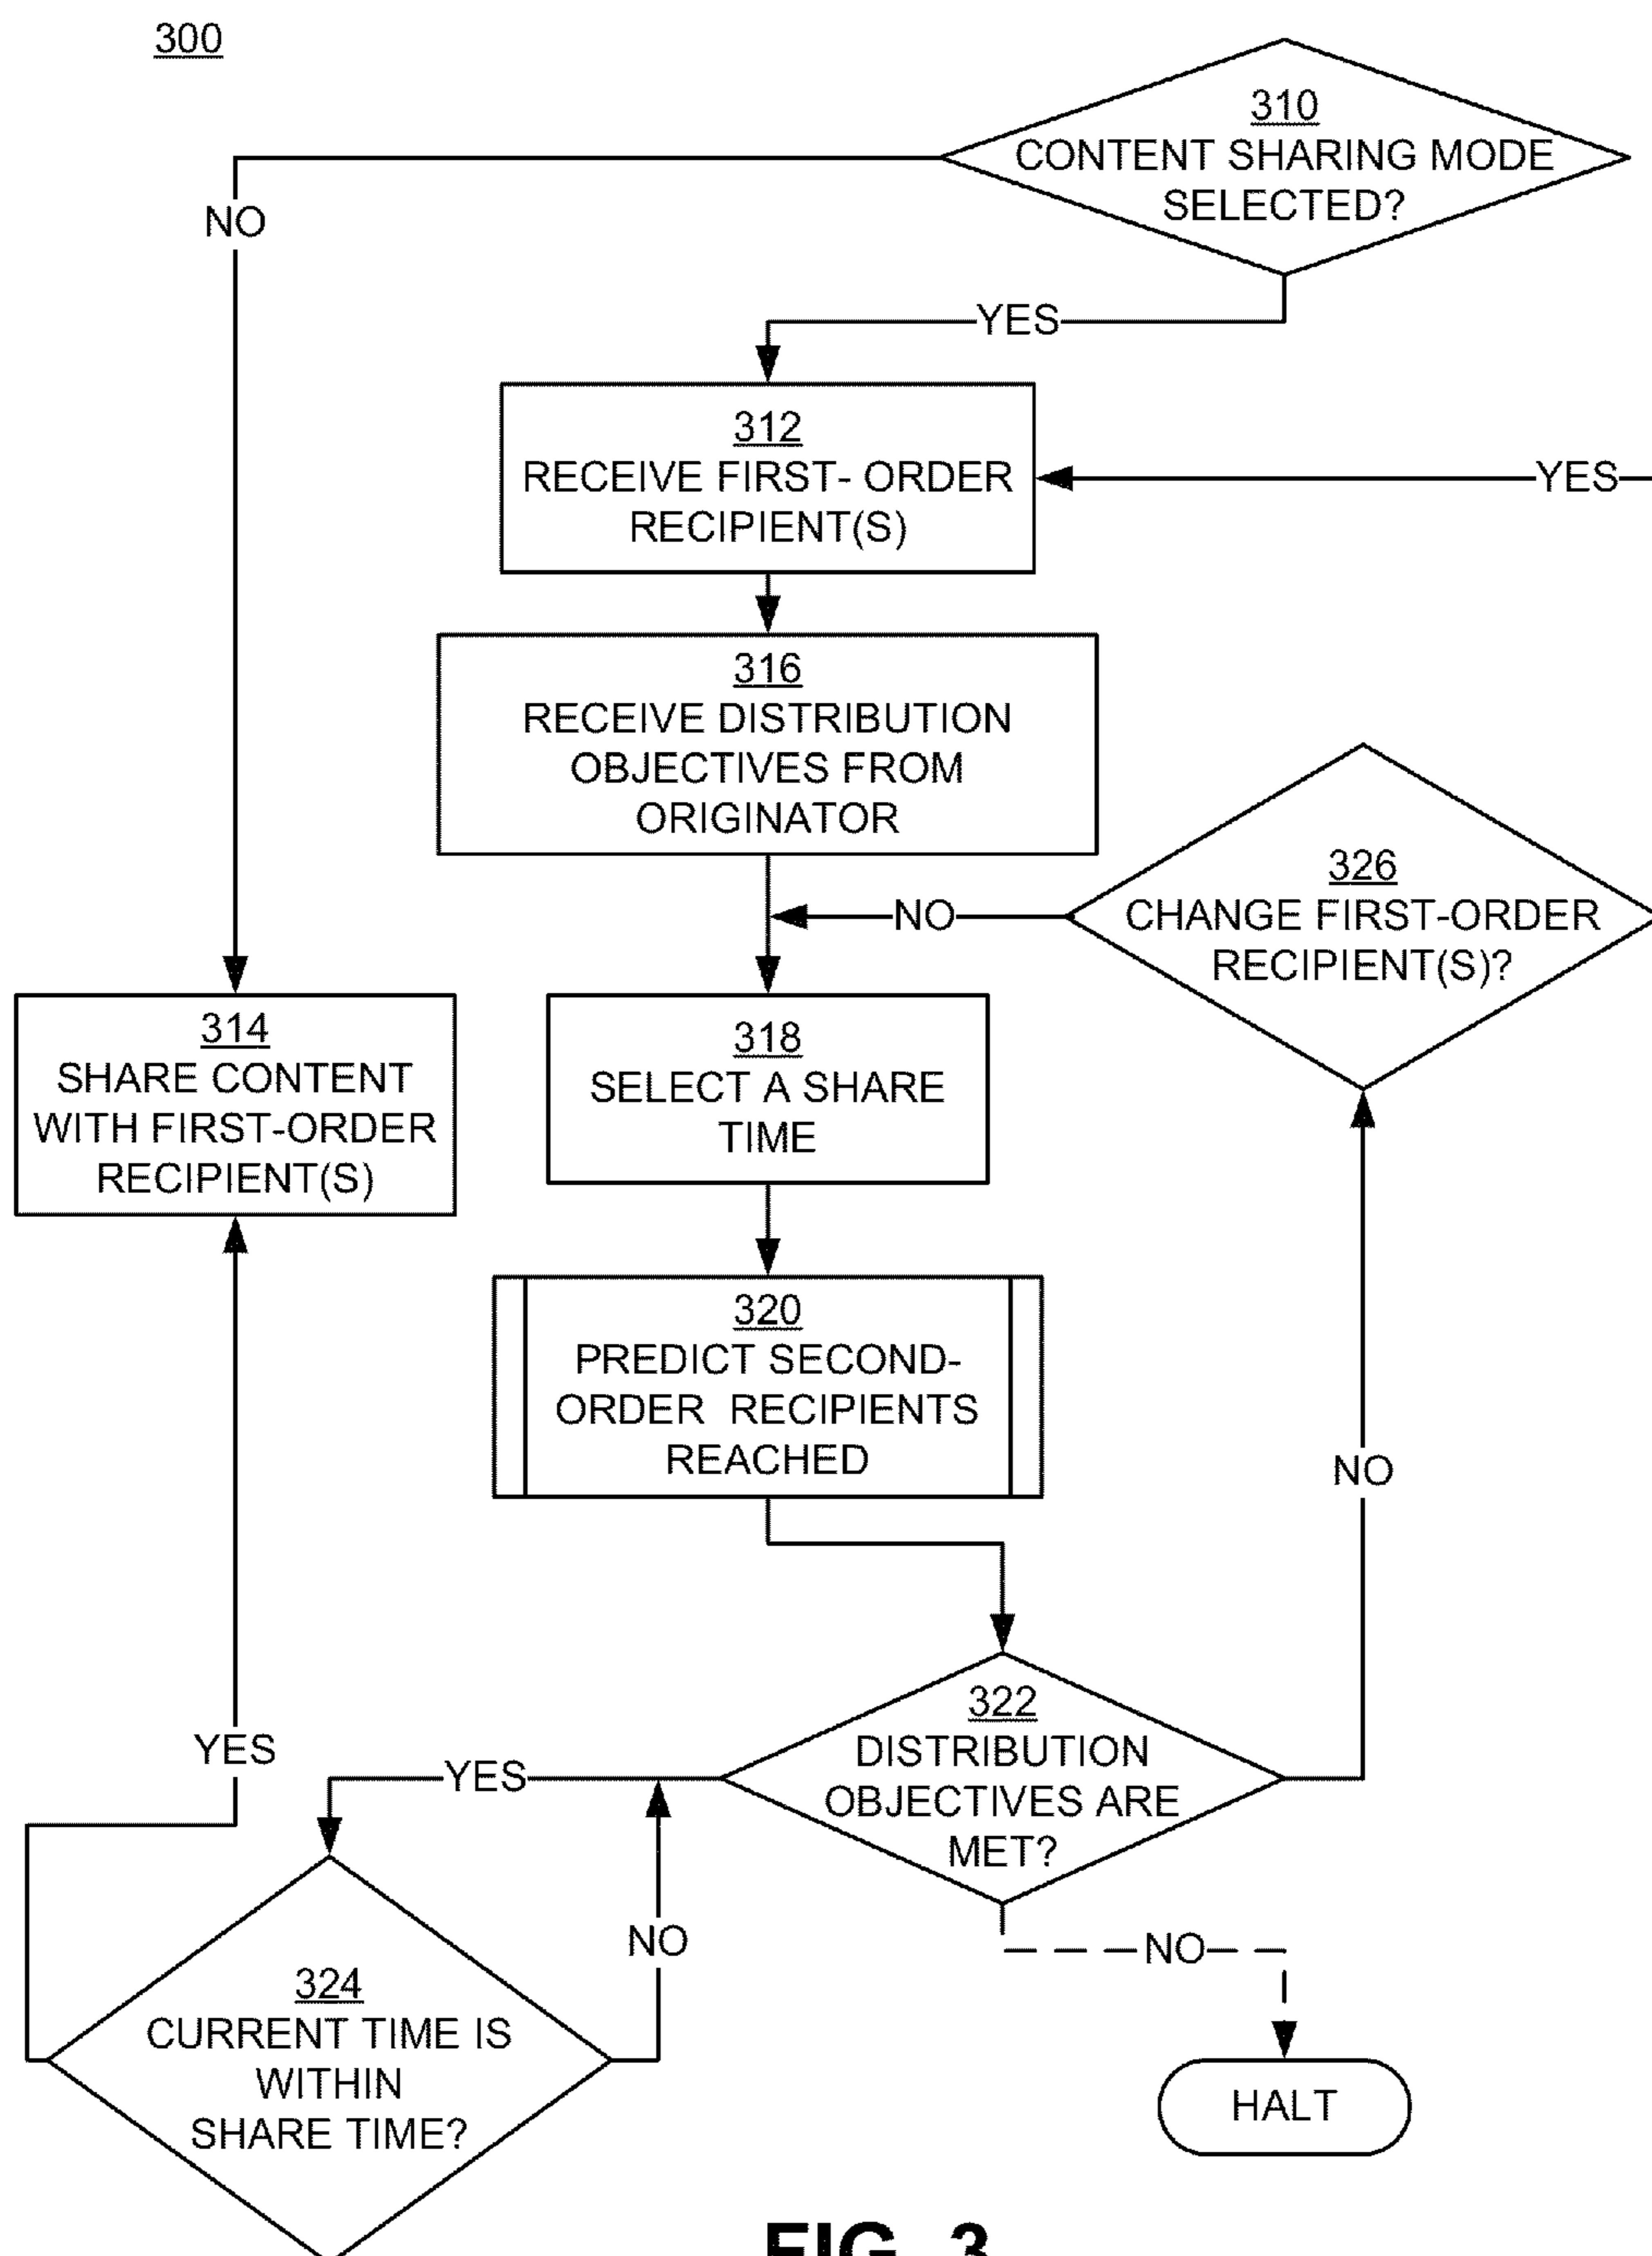 300
310
CONTENT SHARING MODE
SELECTED?
NO
YES
312
RECEIVE FIRST- ORDER
RECIPIENT(S)
YES
316
RECEIVE DISTRIBUTION
OBJECTIVES FROM
ORIGINATOR
326
CHANGE FIRST-ORDER
RECIPIENT(S)?
NO
314
SHARE CONTENT
WITH FIRST-ORDER
RECIPIENT(S)
318
SELECT A SHARE
TIME
320
PREDICT SECOND-
ORDER RECIPIENTS
REACHED
NO
322
DISTRIBUTION
OBJECTIVES ARE
MET?
YES
YES
NO
NO
324
CURRENT TIME IS
WITHIN
SHARE TIME?
HALT
FIG. 3